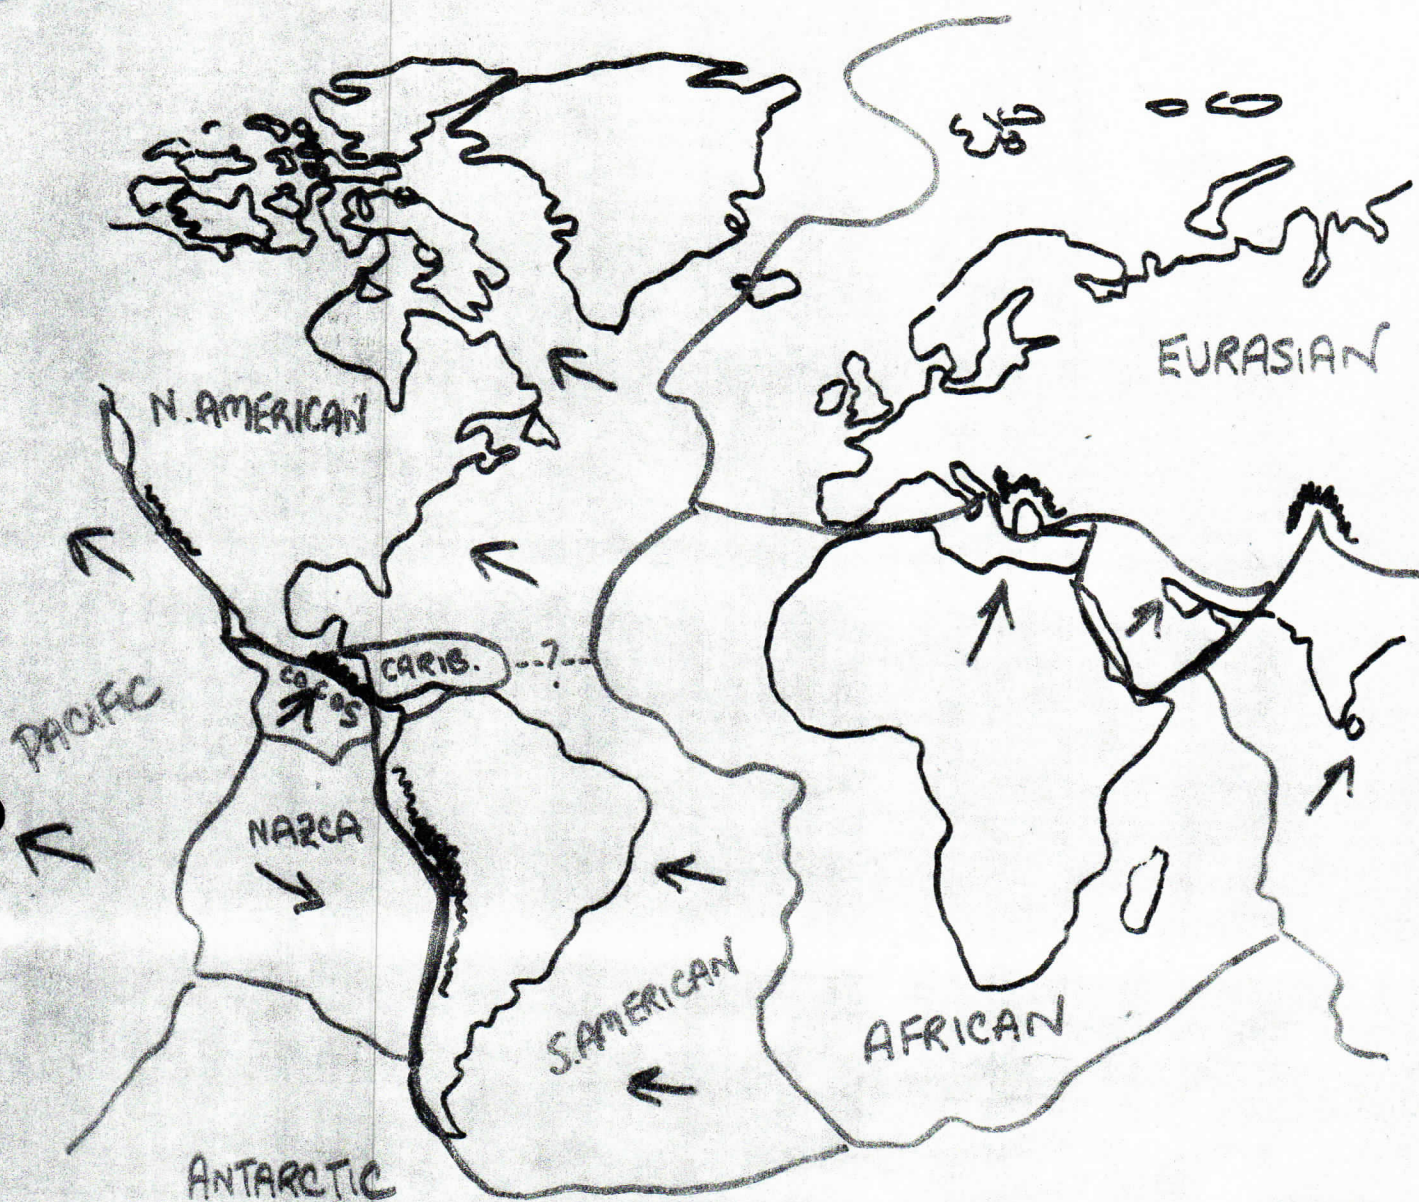 EURASIAN
N. AMERICAN
CARIB.
--?--
COCOS
PACIFIC
NAZCA
S. AMERICAN
AFRICAN
ANTARCTIC